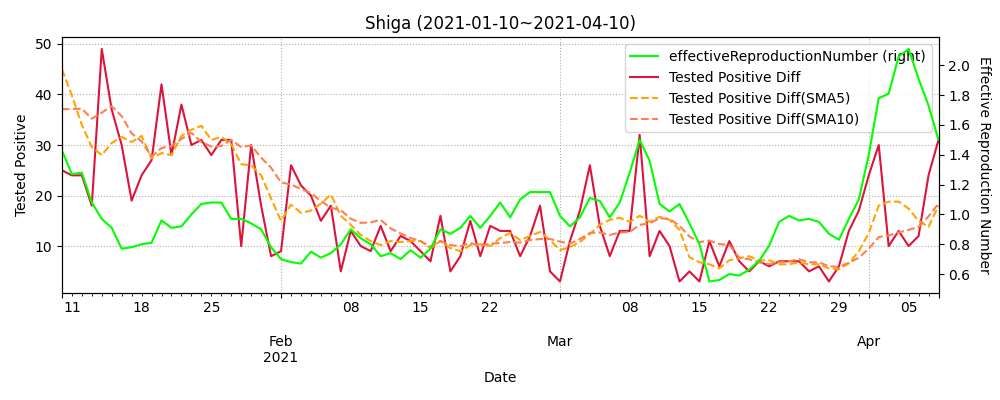 Shiga (2021-01-10~2021-04-10)
effectiveReproductionNumber (right)
Tested Positive Diff
Tested Positive Diff(SMA5)
Tested Positive Diff(SMA10)
Tested Positive
50
40
30
20
10
Effective Reproduction Number
2.0
1.8
1.6
1.4
1.2
1.0
0.8
0.6
11 18 25 08 15 22 08 15 22 29 05
Feb Mar Apr
2021
Date